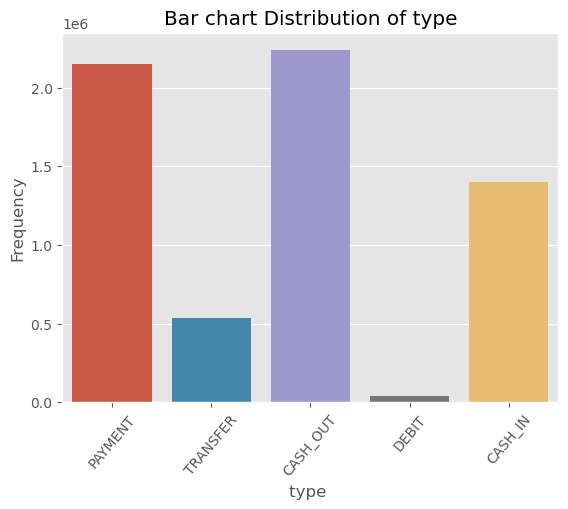 Bar chart Distribution of type
1e6
2.0
1.5
1.0
0.5
0.0
Frequency
PAYMENT
TRANSFER
CASH_OUT
DEBIT
CASH_IN
type